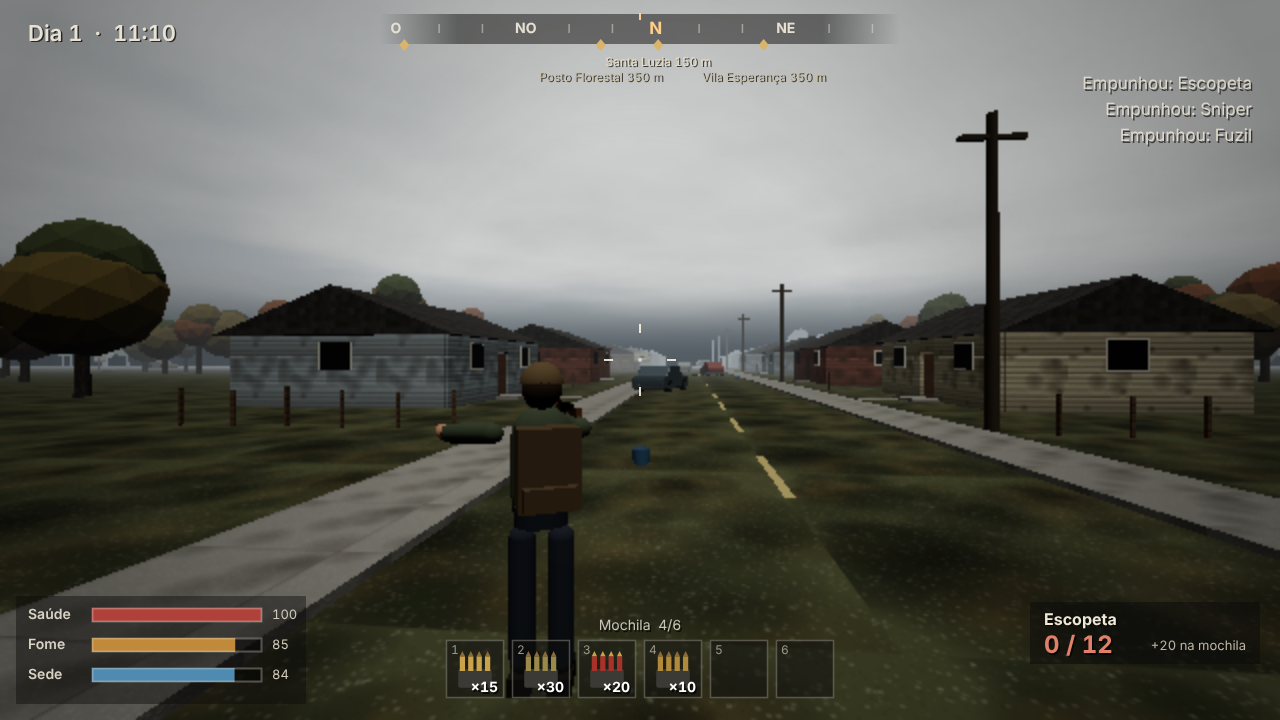 Dia 1 · 11:10
O NO N NE
Santa Luzia 150 m
Posto Florestal 350 m Vila Esperança 350 m
Empunhou: Escopeta
Empunhou: Sniper
Empunhou: Fuzil
Saúde 100
Fome 85
Sede 84
Mochila 4/6
1 2 3 4 5 6
×15 ×30 ×20 ×10
Escopeta
0 / 12 +20 na mochila